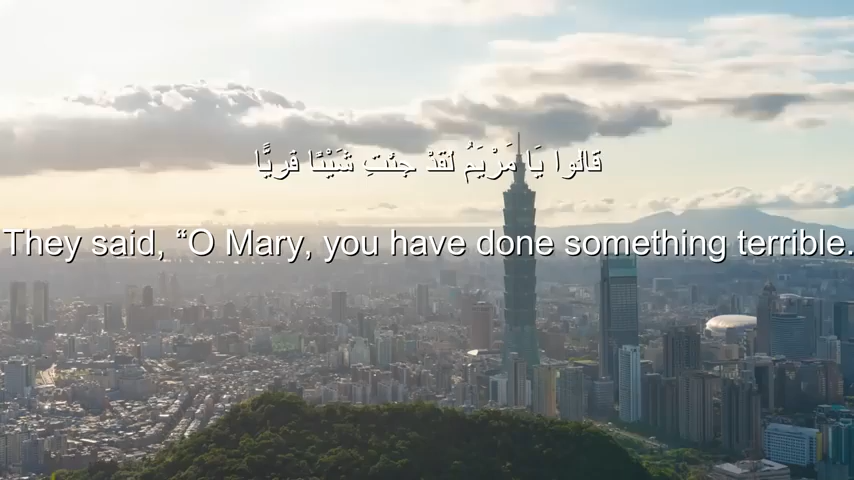 قَالُوا يَا مَرْيَمُ لَقَدْ جِئْتِ شَيْئًا فَرِيًّا
They said, “O Mary, you have done something terrible.